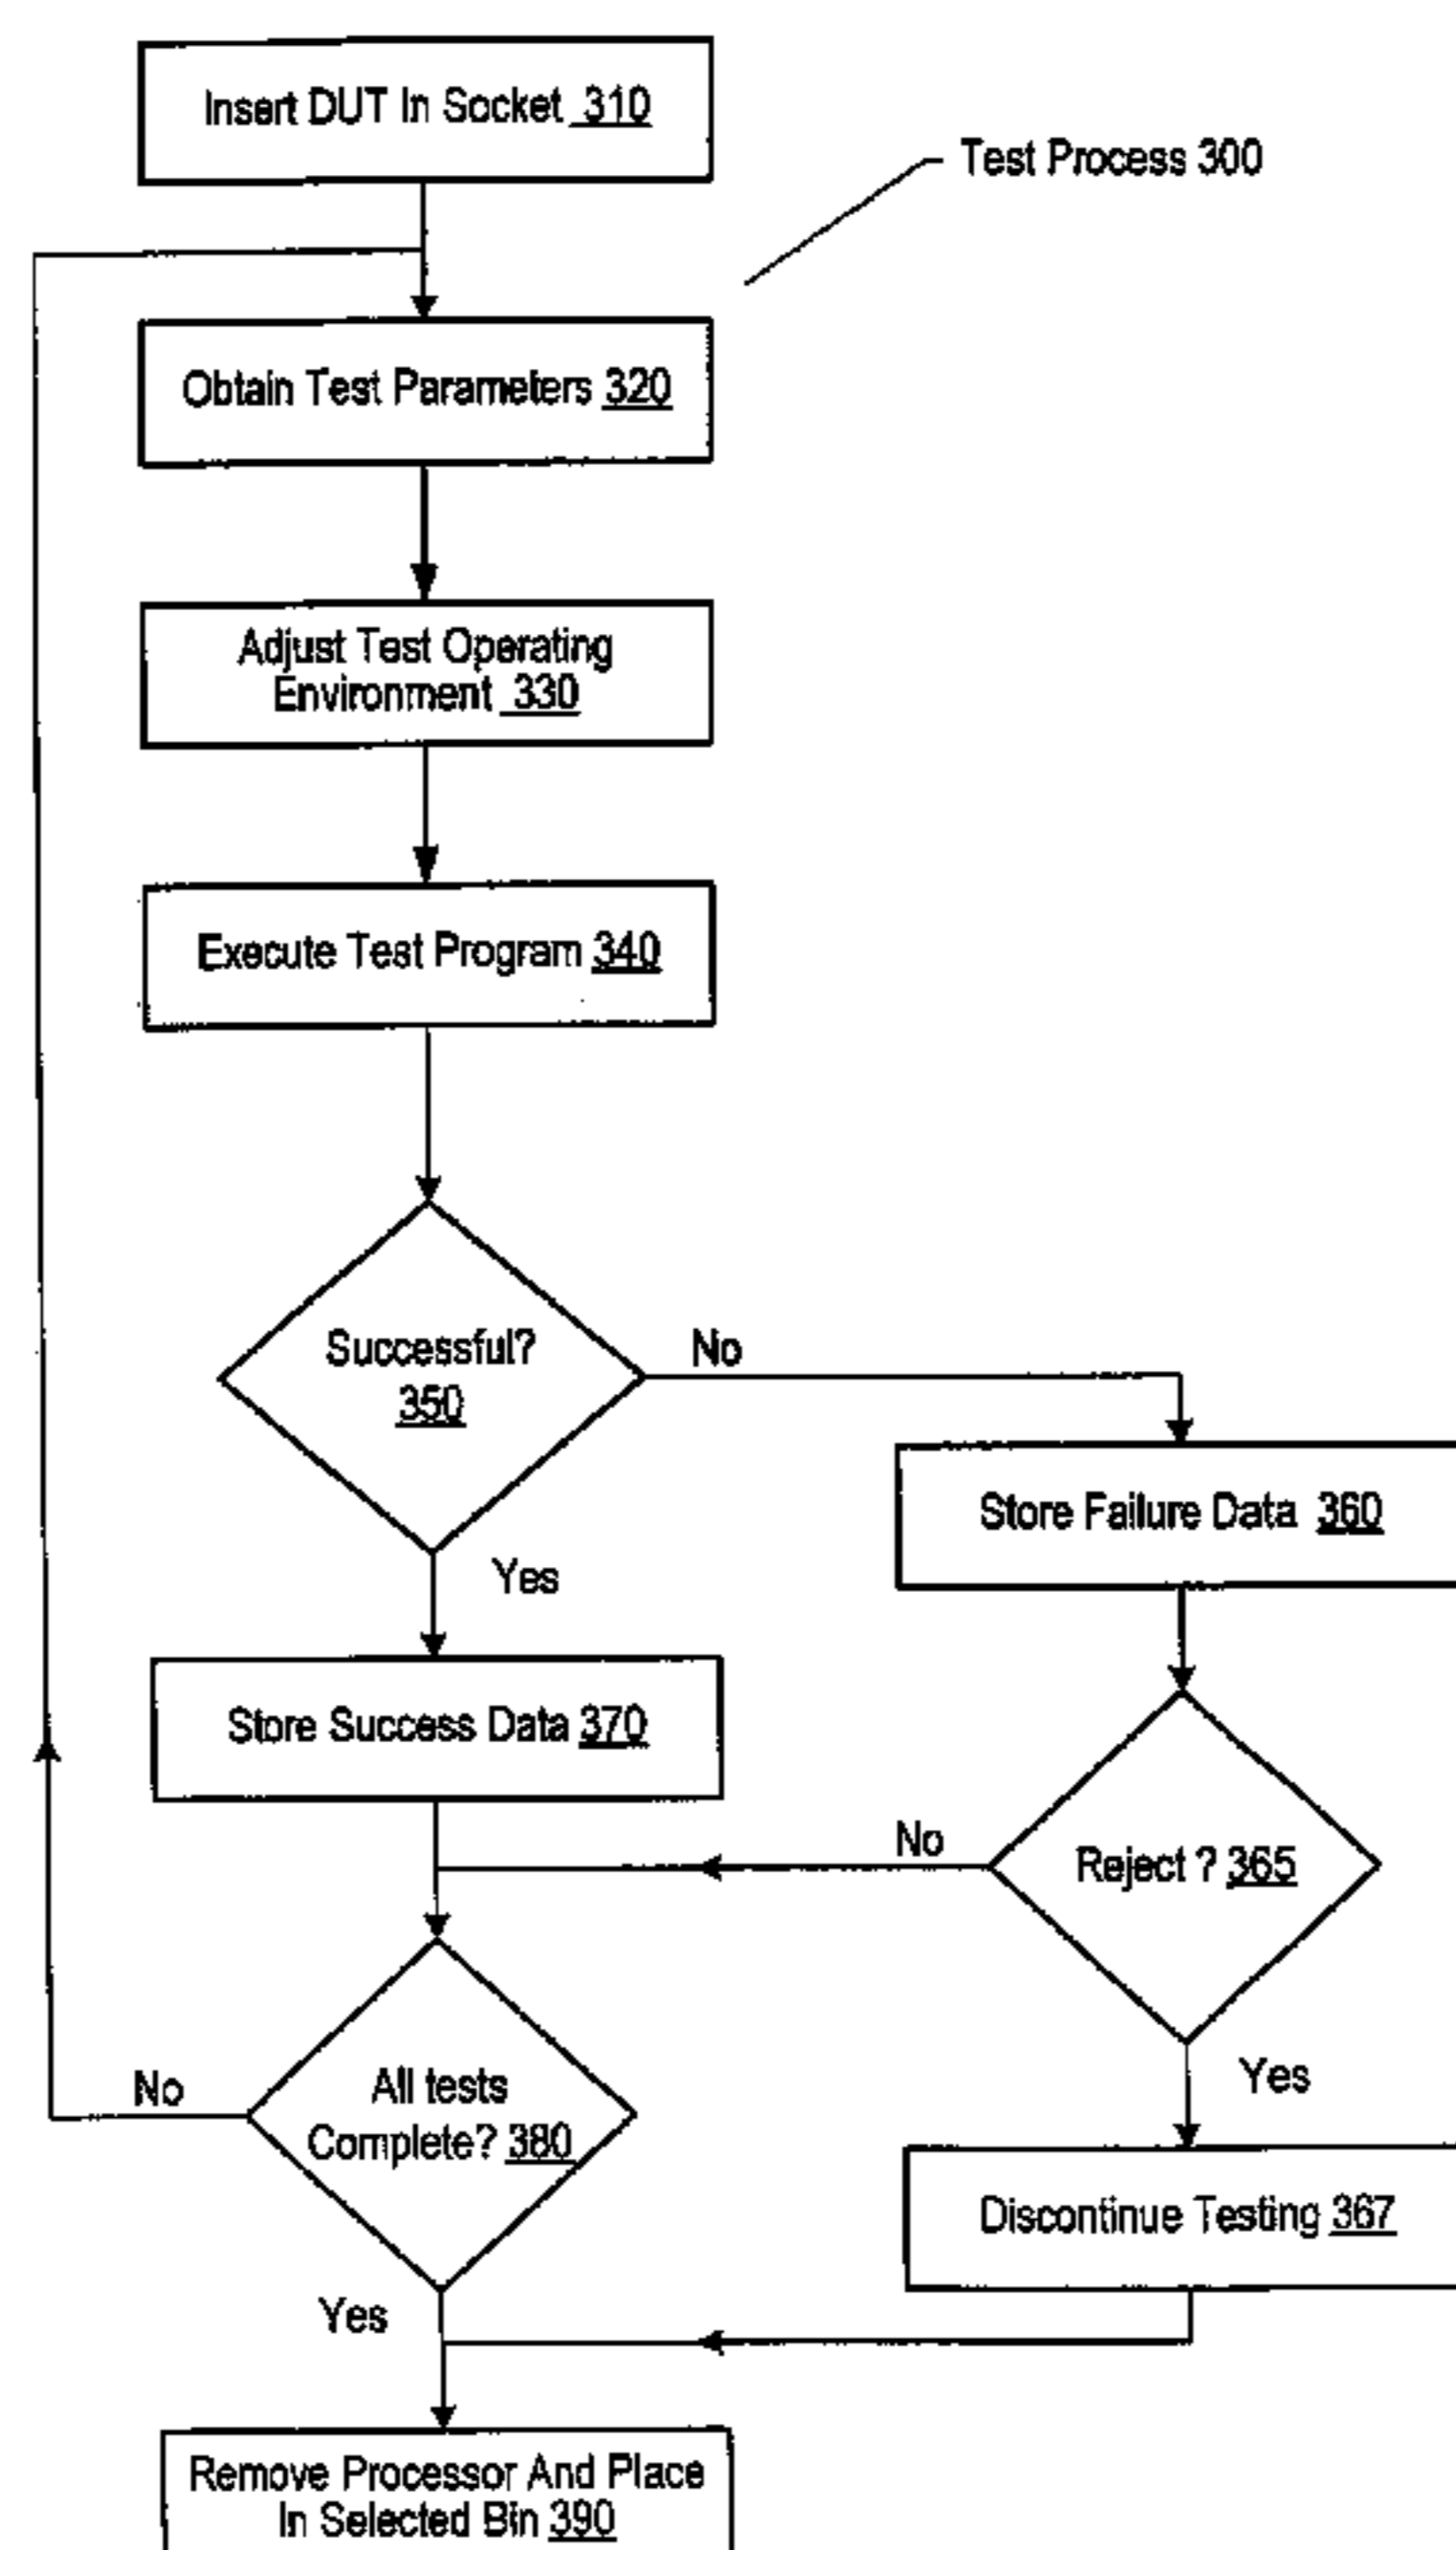 Insert DUT In Socket 310
Test Process 300
Obtain Test Parameters 320
Adjust Test Operating
Environment 330
Execute Test Program 340
Successful?
350
No
Store Failure Data 360
Yes
Store Success Data 370
No
Reject ? 365
No
All tests
Complete? 380
Yes
Discontinue Testing 367
Yes
Remove Processor And Place
In Selected Bin 390